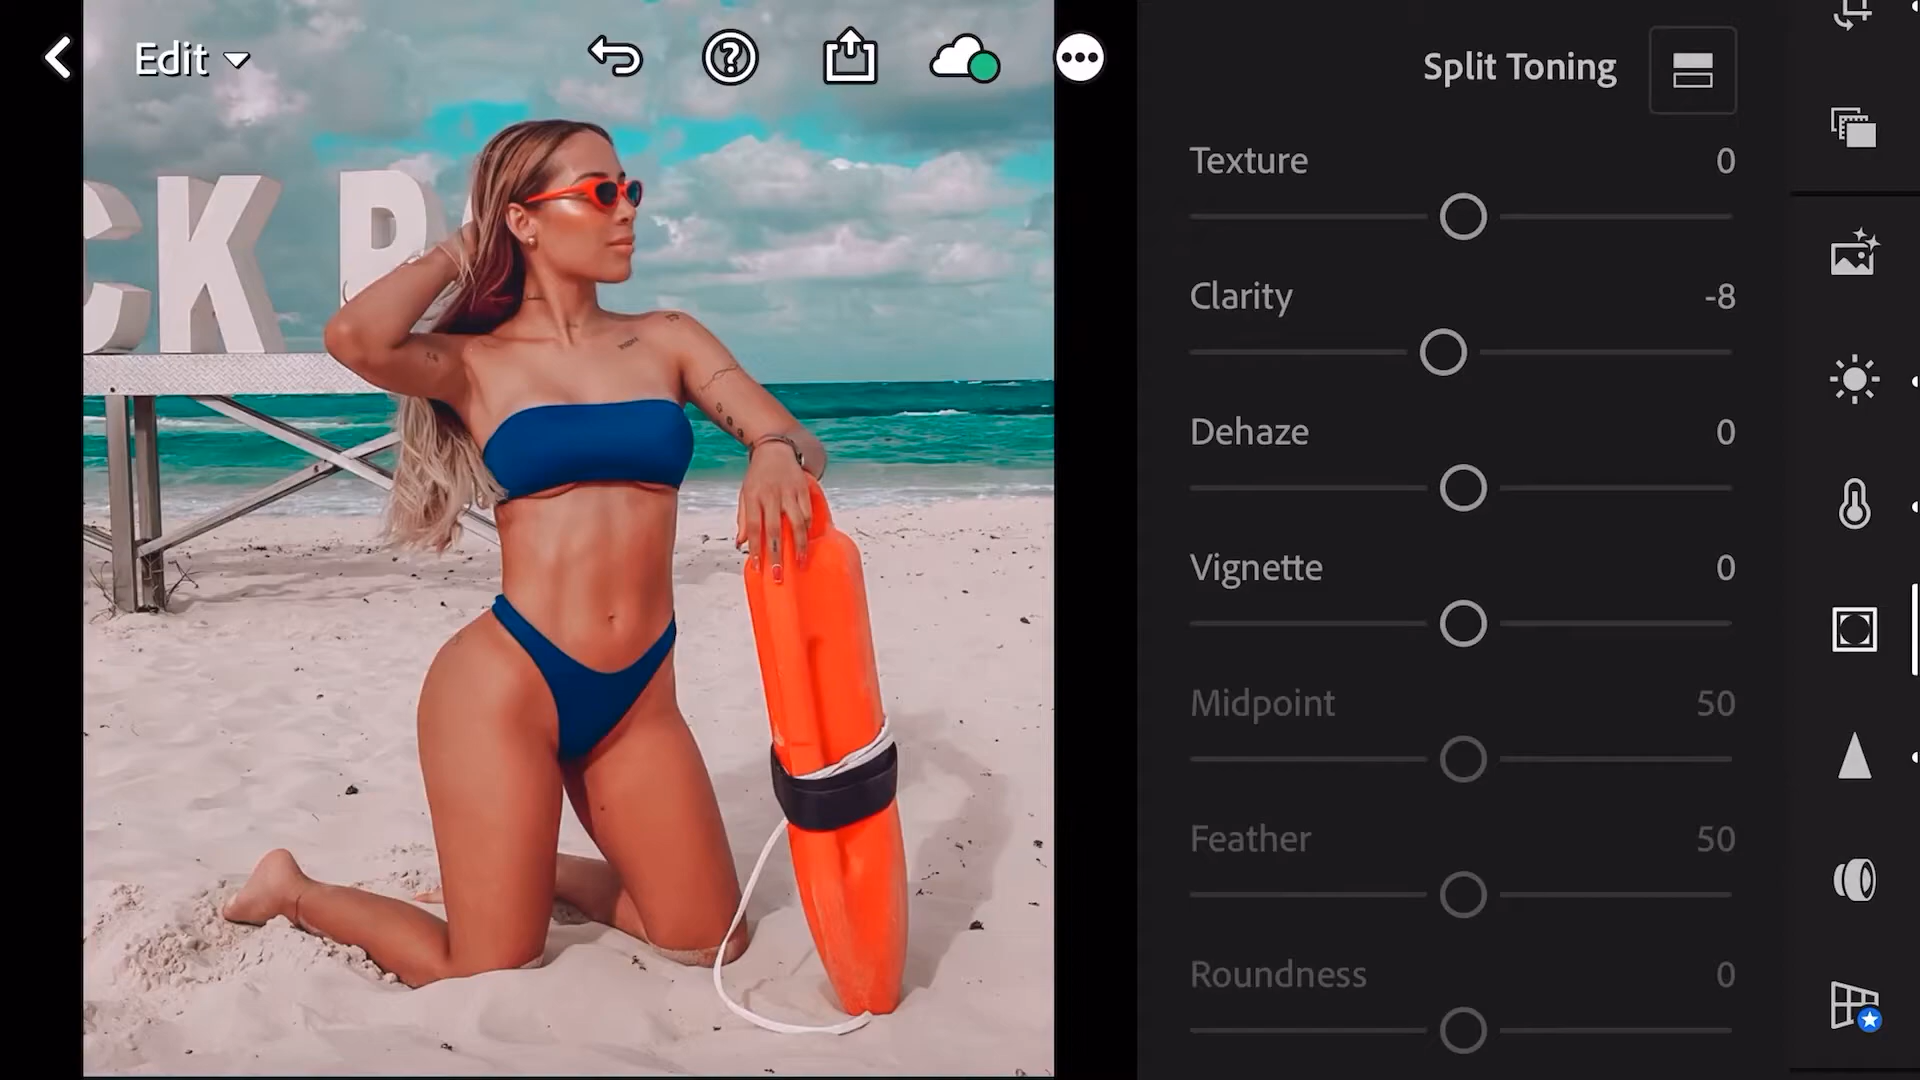 Edit
Split Toning
Texture 0
Clarity -8
Dehaze 0
Vignette 0
Midpoint 50
Feather 50
Roundness 0
CK